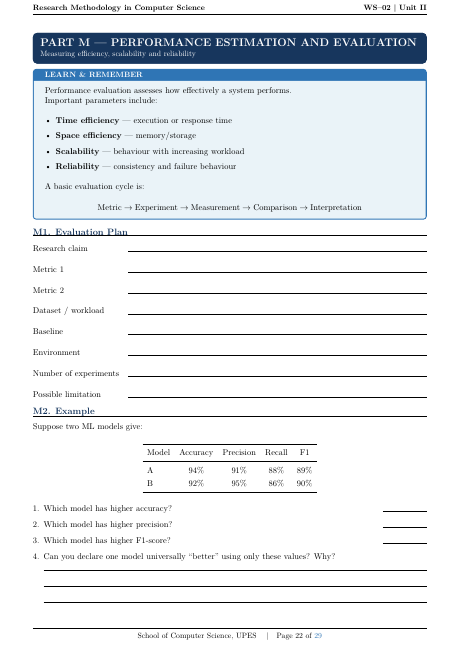 Research Methodology in Computer Science WS–02 | Unit II
PART M — PERFORMANCE ESTIMATION AND EVALUATION
Measuring efficiency, scalability and reliability
LEARN & REMEMBER
Performance evaluation assesses how effectively a system performs.
Important parameters include:
• Time efficiency — execution or response time
• Space efficiency — memory/storage
• Scalability — behaviour with increasing workload
• Reliability — consistency and failure behaviour
A basic evaluation cycle is:
Metric → Experiment → Measurement → Comparison → Interpretation
M1. Evaluation Plan
Research claim
Metric 1
Metric 2
Dataset / workload
Baseline
Environment
Number of experiments
Possible limitation
M2. Example
Suppose two ML models give:
Model Accuracy Precision Recall F1
A 94% 91% 88% 89%
B 92% 95% 86% 90%
1. Which model has higher accuracy?
2. Which model has higher precision?
3. Which model has higher F1-score?
4. Can you declare one model universally “better” using only these values? Why?
School of Computer Science, UPES | Page 22 of 29